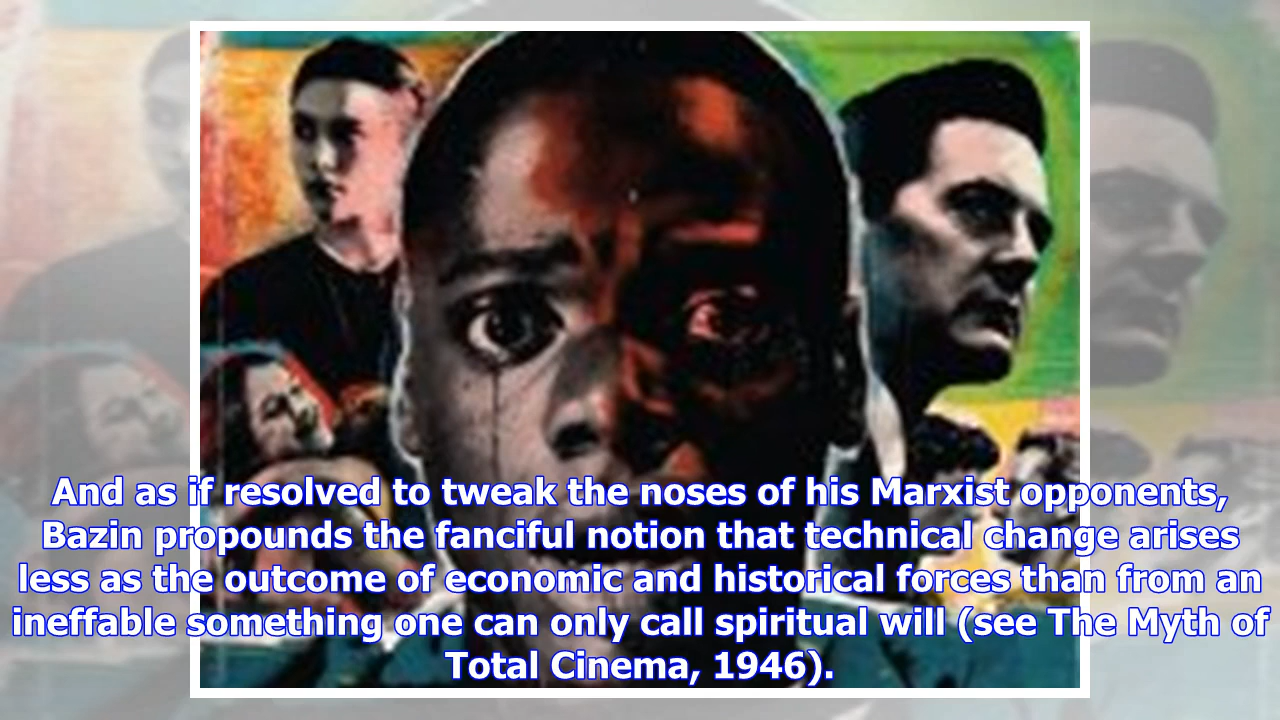 And as if resolved to tweak the noses of his Marxist opponents,
Bazin propounds the fanciful notion that technical change arises
less as the outcome of economic and historical forces than from an
ineffable something one can only call spiritual will (see The Myth of
Total Cinema, 1946).